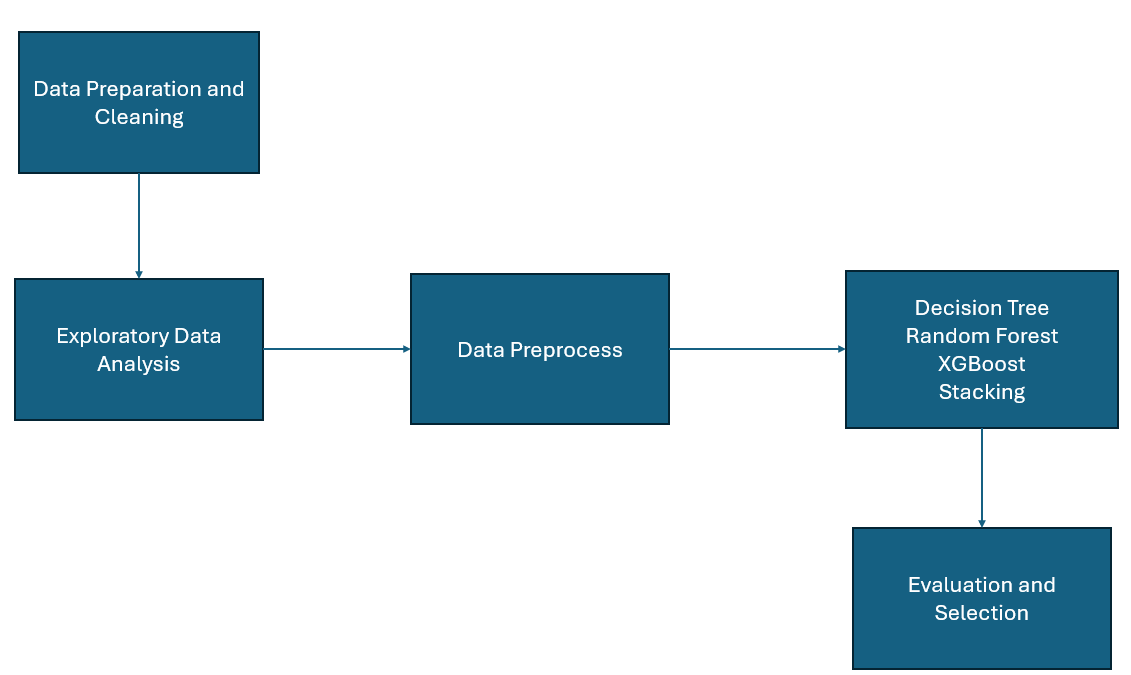 Data Preparation and
Cleaning
Exploratory Data
Analysis
Data Preprocess
Decision Tree
Random Forest
XGBoost
Stacking
Evaluation and
Selection